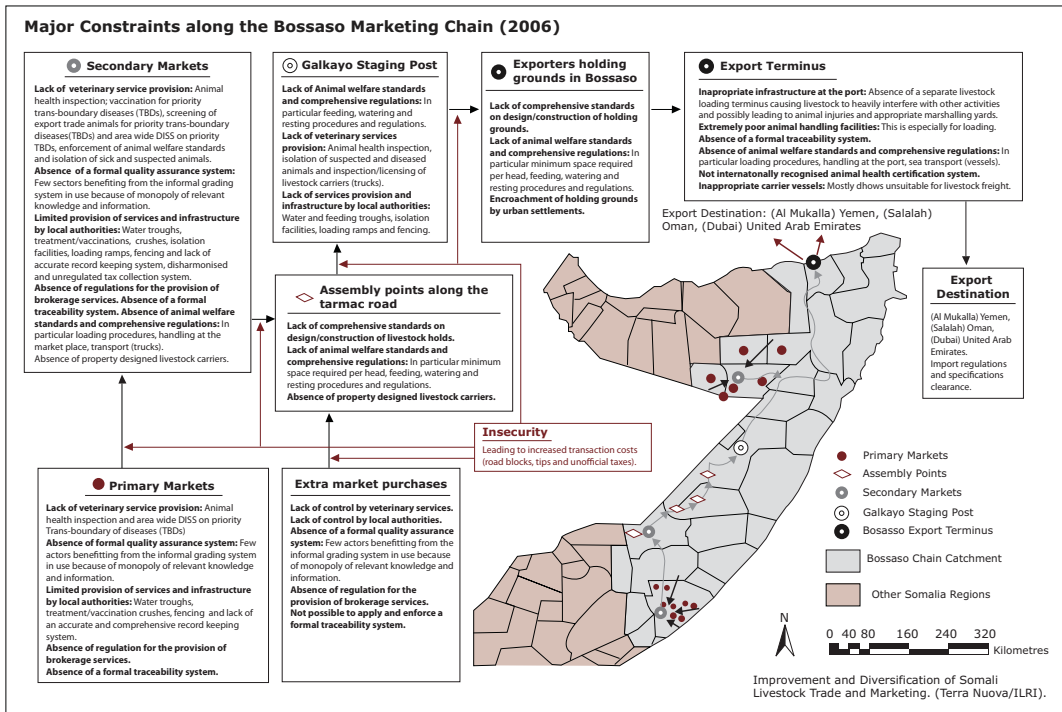 Major Constraints along the Bossaso Marketing Chain (2006)
Secondary Markets
Lack of veterinary service provision: Animal
health inspection; vaccination for priority
trans-boundary diseases (TBDs), screening of
export trade animals for priority trans-boundary
diseases(TBDs) and area wide DISS on priority
TBDs, enforcement of animal welfare standards
and isolation of sick and suspected animals.
Absence of a formal quality assurance system:
Few sectors benefiting from the informal grading
system in use because of monopoly of relevant
knowledge and information.
Limited provision of services and infrastructure
by local authorities: Water troughs,
treatment/vaccinations, crushes, isolation
facilities, loading ramps, fencing and lack of
accurate record keeping system, disharmonised
and unregulated tax collection system.
Absence of regulations for the provision of
brokerage services. Absence of a formal
traceability system. Absence of animal welfare
standards and comprehensive regulations: In
particular loading procedures, handling at the
market place, transport (trucks).
Absence of property designed livestock carriers.
Galkayo Staging Post
Lack of Animal welfare standards
and comprehensive regulations: In
particular feeding, watering and
resting procedures and regulations.
Lack of veterinary services
provision: Animal health inspection,
isolation of suspected and diseased
animals and inspection/licensing of
livestock carriers (trucks).
Lack of services provision and
infrastructure by local authorities:
Water and feeding troughs, isolation
facilities, loading ramps and fencing.
Exporters holding
grounds in Bossaso
Lack of comprehensive standards
on design/construction of holding
grounds.
Lack of animal welfare standards and
comprehensive regulations: In
particular minimum space required
per head, feeding, watering and
resting procedures and regulations.
Encroachment of holding grounds
by urban settlements.
Export Terminus
Inapropriate infrastructure at the port: Absence of a separate livestock
loading terminus causing livestock to heavily interfere with other activities
and possibly leading to animal injuries and appropriate marshalling yards.
Extremely poor animal handling facilities: This is especially for loading.
Absence of a formal traceability system.
Absence of animal welfare standards and comprehensive regulations: In
particular loading procedures, handling at the port, sea transport (vessels).
Not internatonally recognised animal health certification system.
Inappropriate carrier vessels: Mostly dhows unsuitable for livestock freight.
Export Destination: (Al Mukalla) Yemen, (Salalah)
Oman, (Dubai) United Arab Emirates
Export
Destination
(Al Mukalla) Yemen,
(Salalah) Oman,
(Dubai) United Arab
Emirates.
Import regulations
and specifications
clearance.
Assembly points along the
tarmac road
Lack of comprehensive standards on
design/construction of livestock holds.
Lack of animal welfare standards and
comprehensive regulations: In particular minimum
space required per head, feeding, watering and
resting procedures and regulations.
Absence of property designed livestock carriers.
Insecurity
Leading to increased transaction costs
(road blocks, tips and unofficial taxes).
Primary Markets
Lack of veterinary service provision: Animal
health inspection and area wide DISS on priority
Trans-boundary of diseases (TBDs)
Absence of formal quality assurance system: Few
actors benefitting from the informal grading system
in use because of monopoly of relevant knowledge
and information.
Limited provision of services and infrastructure
by local authorities: Water troughs,
treatment/vaccination crushes, fencing and lack of
an accurate and comprehensive record keeping
system.
Absence of regulation for the provision of
brokerage services.
Absence of a formal traceability system.
Extra market purchases
Lack of control by veterinary services.
Lack of control by local authorities.
Absence of a formal quality assurance
system: Few actors benefitting from the
informal grading system in use because
of monopoly of relevant knowledge and
information.
Absence of regulation for the
provision of brokerage services.
Not possible to apply and enforce a
formal traceability system.
Primary Markets
Assembly Points
Secondary Markets
Galkayo Staging Post
Bosasso Export Terminus
Bossaso Chain Catchment
Other Somalia Regions
N
0 40 80 160 240 320
Kilometres
Improvement and Diversification of Somali
Livestock Trade and Marketing. (Terra Nuova/ILRI).